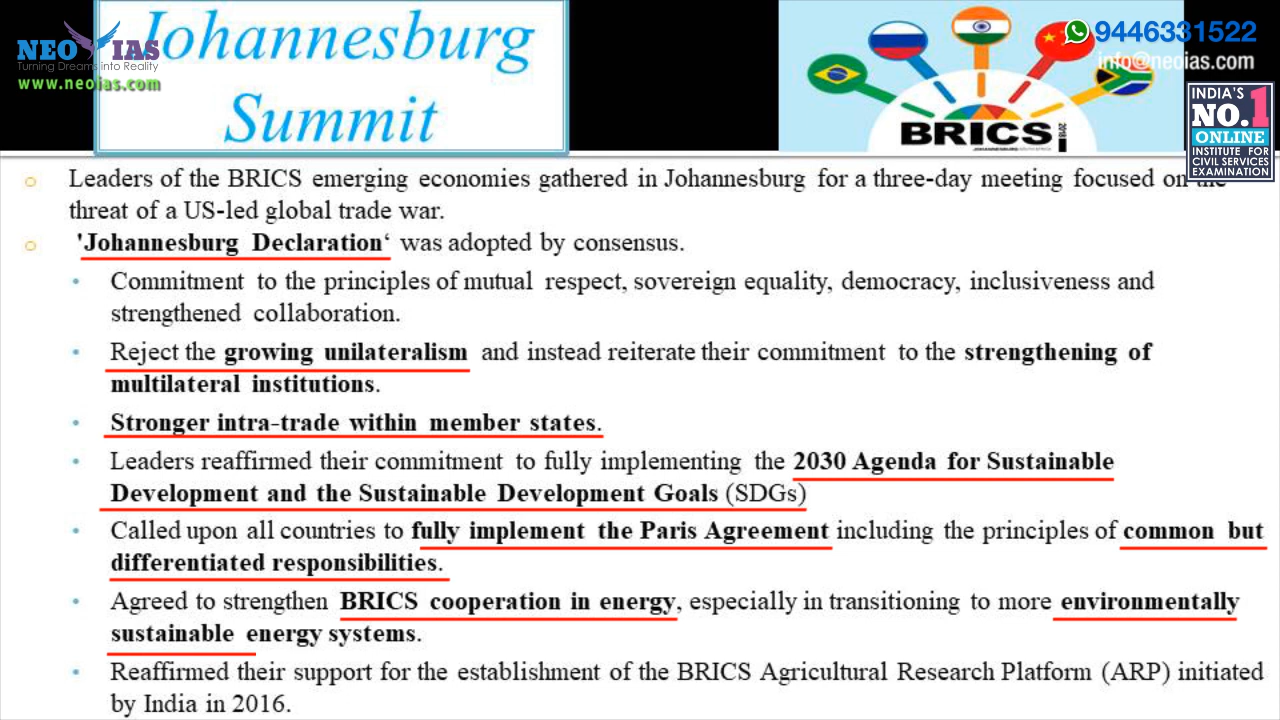 NEO IAS
Turning Dreams into Reality
www.neoias.com
Johannesburg
Summit
BRICS
2018
JOHANNESBURG
9446331522
info@neoias.com
INDIA'S
NO.1
ONLINE
INSTITUTE FOR
CIVIL SERVICES
EXAMINATION
Leaders of the BRICS emerging economies gathered in Johannesburg for a three-day meeting focused on the
threat of a US-led global trade war.
'Johannesburg Declaration‘ was adopted by consensus.
Commitment to the principles of mutual respect, sovereign equality, democracy, inclusiveness and
strengthened collaboration.
Reject the growing unilateralism and instead reiterate their commitment to the strengthening of
multilateral institutions.
Stronger intra-trade within member states.
Leaders reaffirmed their commitment to fully implementing the 2030 Agenda for Sustainable
Development and the Sustainable Development Goals (SDGs)
Called upon all countries to fully implement the Paris Agreement including the principles of common but
differentiated responsibilities.
Agreed to strengthen BRICS cooperation in energy, especially in transitioning to more environmentally
sustainable energy systems.
Reaffirmed their support for the establishment of the BRICS Agricultural Research Platform (ARP) initiated
by India in 2016.